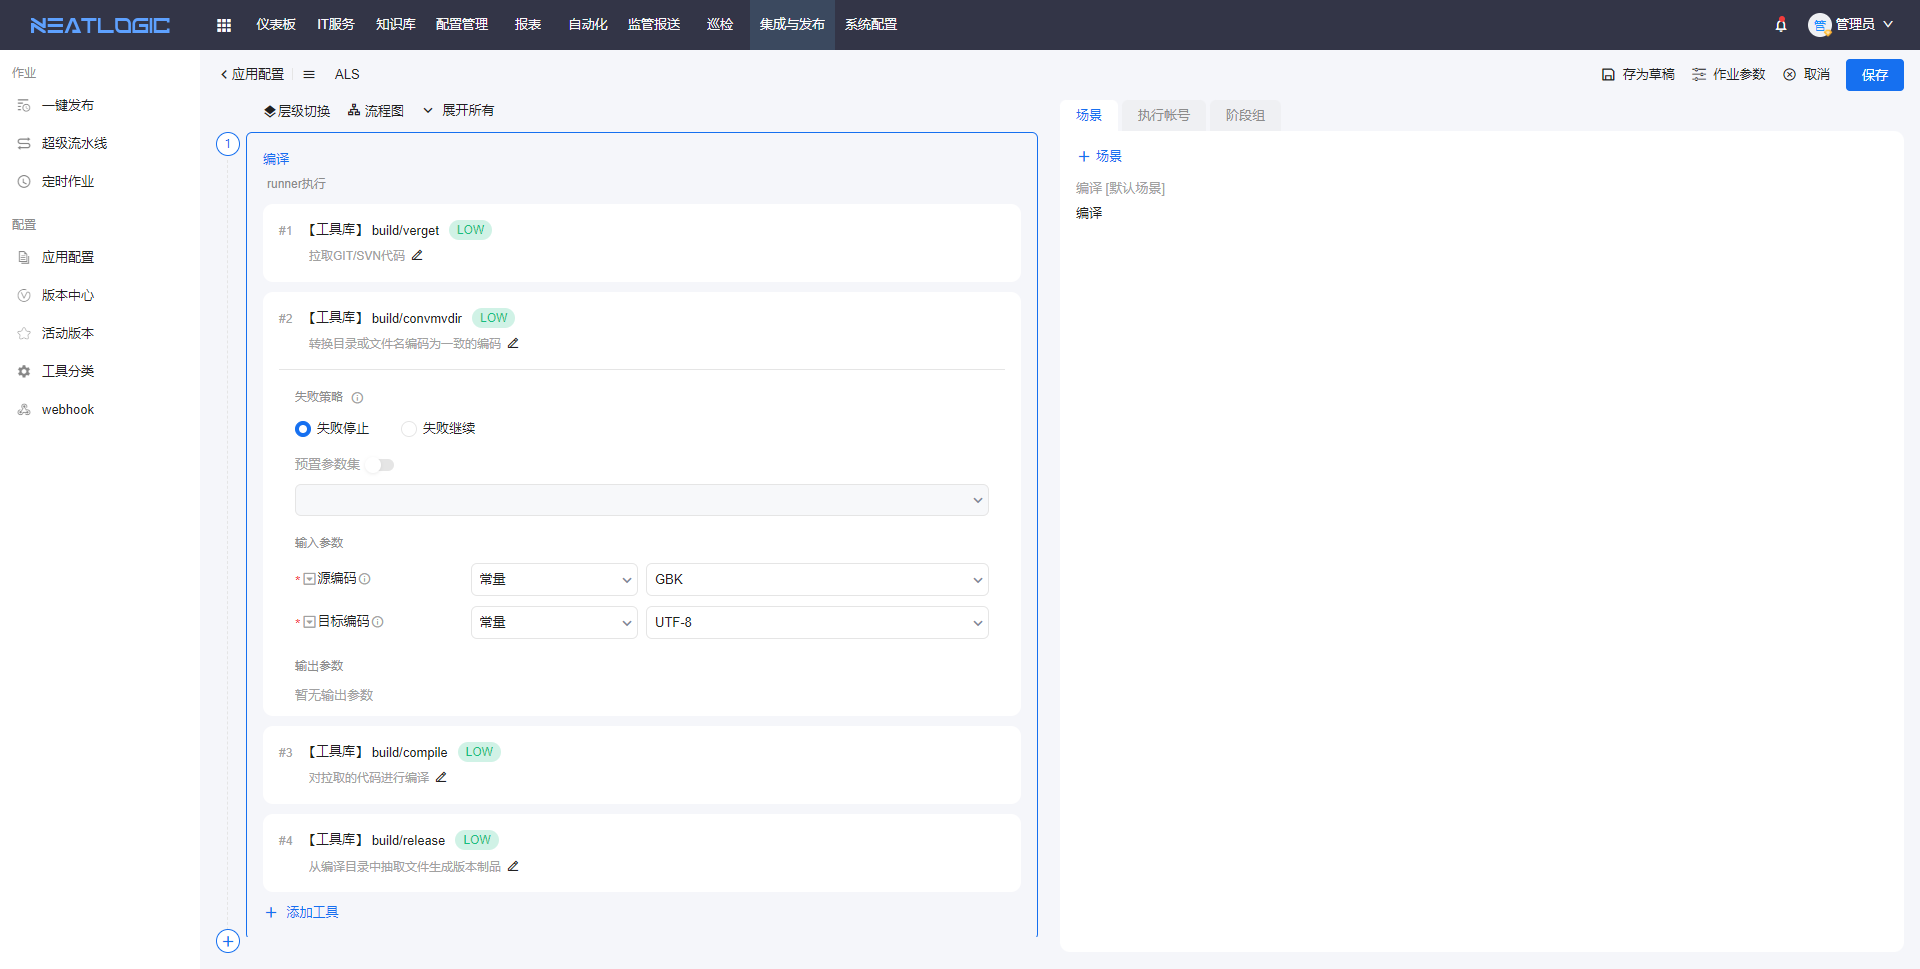 NEATLOGIC 仪表板 IT服务 知识库 配置管理 报表 自动化 监管报送 巡检 集成与发布 系统配置 管 管理员
作业
一键发布
超级流水线
定时作业
配置
应用配置
版本中心
活动版本
工具分类
webhook
应用配置 ALS 存为草稿 作业参数 取消 保存
层级切换 流程图 展开所有
1
编译
runner执行
#1 【工具库】 build/verget LOW
拉取GIT/SVN代码
#2 【工具库】 build/convmvdir LOW
转换目录或文件名编码为一致的编码
失败策略
失败停止 失败继续
预置参数集
输入参数
* 源编码 常量 GBK
* 目标编码 常量 UTF-8
输出参数
暂无输出参数
#3 【工具库】 build/compile LOW
对拉取的代码进行编译
#4 【工具库】 build/release LOW
从编译目录中抽取文件生成版本制品
添加工具
场景 执行帐号 阶段组
场景
编译 [默认场景]
编译